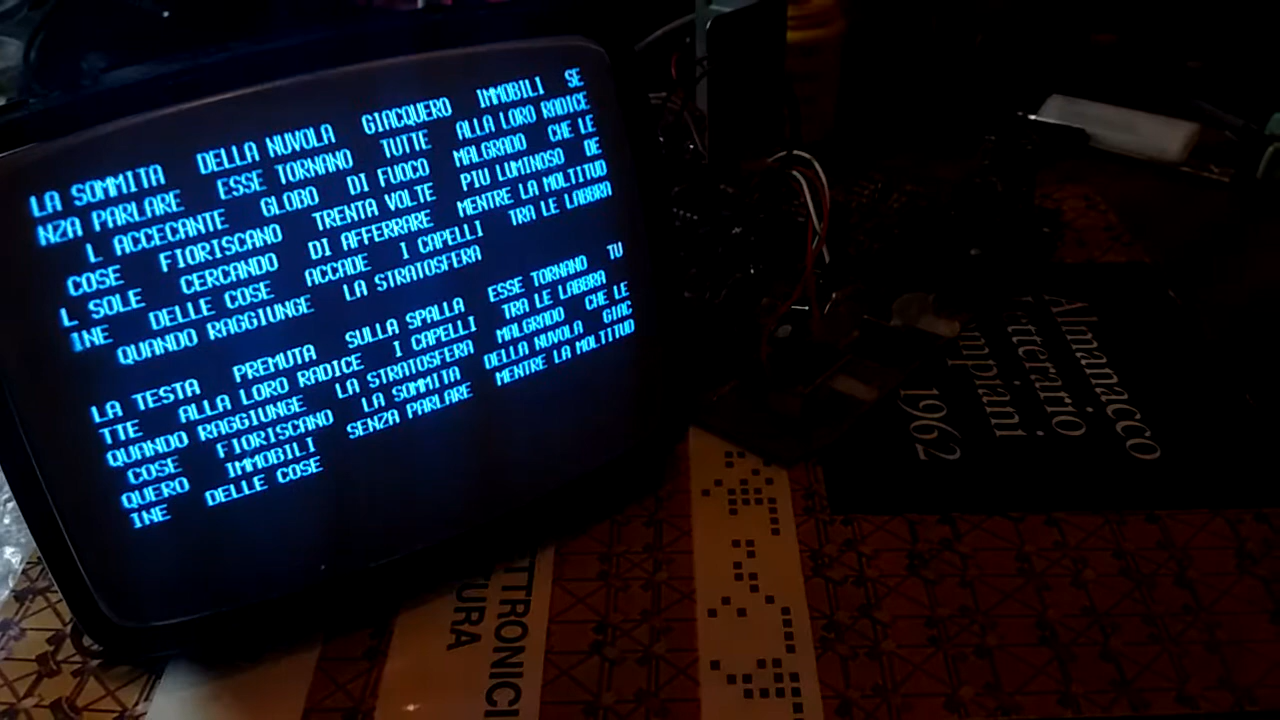 LA SOMMITA DELLA NUVOLA GIACQUERO IMMOBILI SE
NZA PARLARE ESSE TORNANO TUTTE ALLA LORO RADICE
L ACCECANTE GLOBO DI FUOCO MALGRADO CHE LE
COSE FIORISCANO TRENTA VOLTE PIU LUMINOSO DE
L SOLE CERCANDO DI AFFERRARE MENTRE LA MOLTITUD
INE DELLE COSE ACCADE I CAPELLI TRA LE LABBRA
QUANDO RAGGIUNGE LA STRATOSFERA
LA TESTA PREMUTA SULLA SPALLA ESSE TORNANO TU
TTE ALLA LORO RADICE I CAPELLI TRA LE LABBRA
QUANDO RAGGIUNGE LA STRATOSFERA MALGRADO CHE LE
COSE FIORISCANO LA SOMMITA DELLA NUVOLA GIAC
QUERO IMMOBILI SENZA PARLARE MENTRE LA MOLTITUD
INE DELLE COSE
Almanacco
etterario
mpiani
1962
TTRONICI
URA